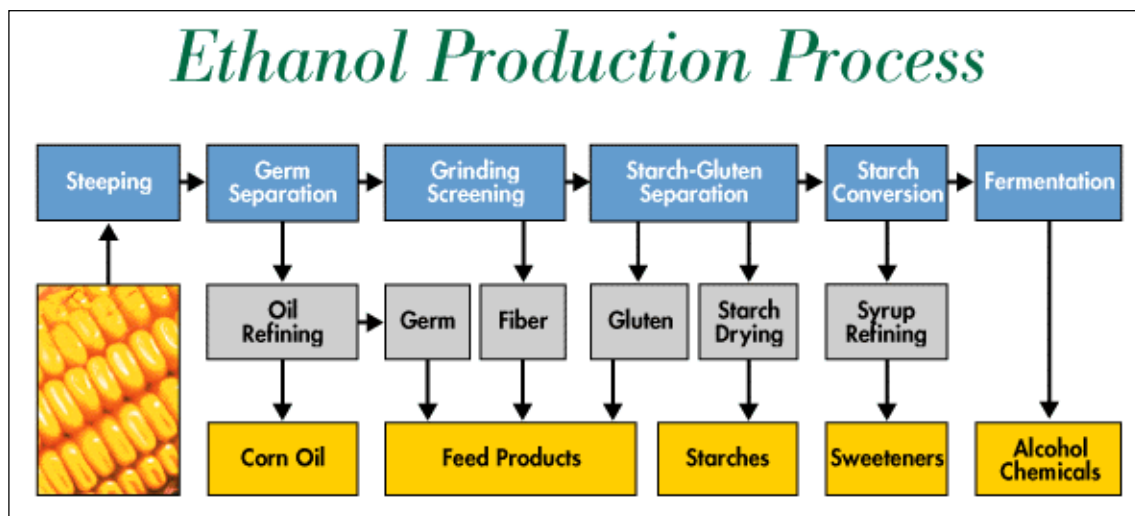 Ethanol Production Process
Steeping
Germ
Separation
Grinding
Screening
Starch-Gluten
Separation
Starch
Conversion
Fermentation
Oil
Refining
Germ
Fiber
Gluten
Starch
Drying
Syrup
Refining
Corn Oil
Feed Products
Starches
Sweeteners
Alcohol
Chemicals